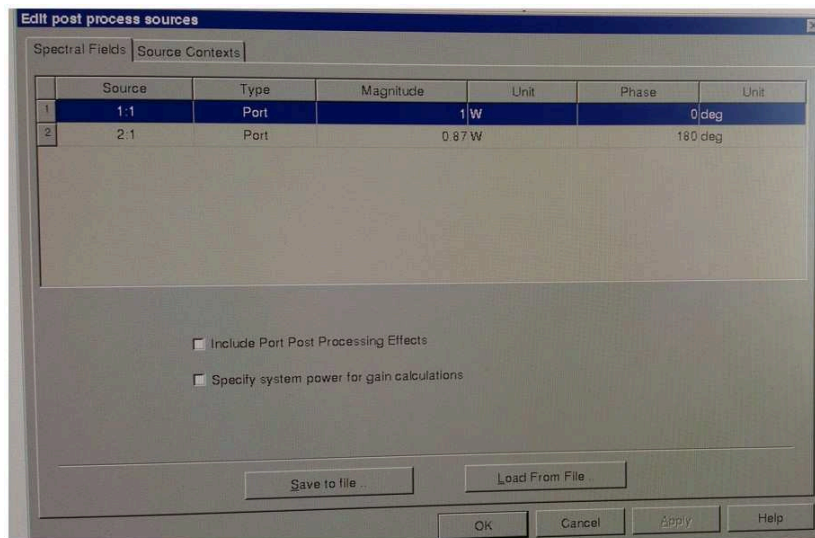 Edit post process sources
Spectral Fields Source Contexts
Source Type Magnitude Unit Phase Unit
1 1:1 Port 1 W 0 deg
2 2:1 Port 0.87 W 180 deg
Include Port Post Processing Effects
Specify system power for gain calculations
Save to file .. Load From File ..
OK Cancel Apply Help